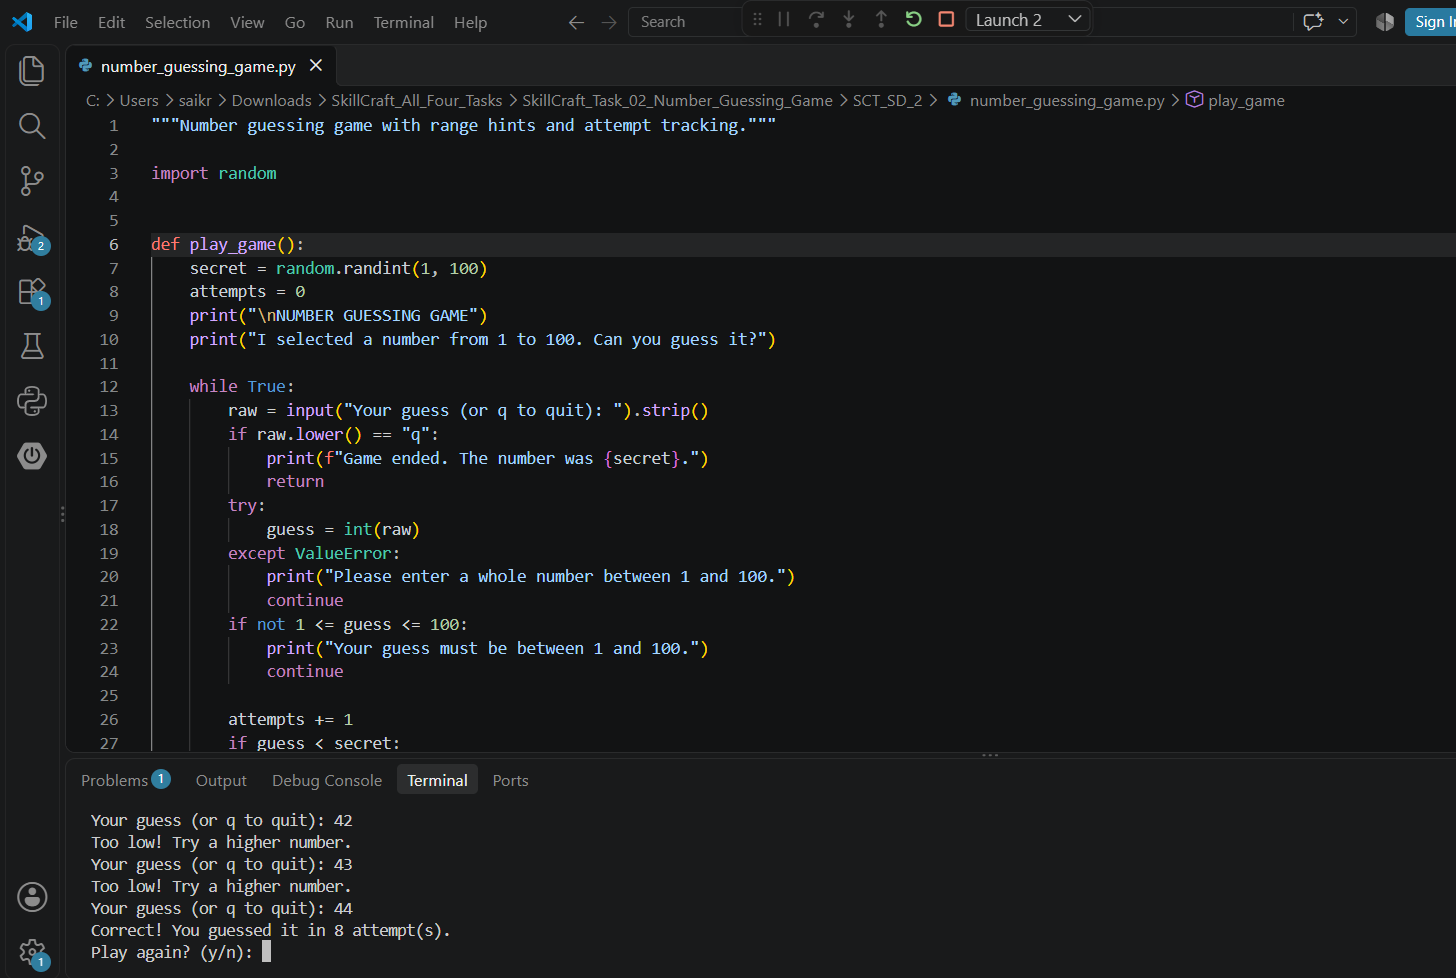 File Edit Selection View Go Run Terminal Help
Search
Launch 2
Sign In
number_guessing_game.py
C: > Users > saikr > Downloads > SkillCraft_All_Four_Tasks > SkillCraft_Task_02_Number_Guessing_Game > SCT_SD_2 > number_guessing_game.py > play_game
1 """Number guessing game with range hints and attempt tracking."""
2
3 import random
4
5
6 def play_game():
7     secret = random.randint(1, 100)
8     attempts = 0
9     print("\nNUMBER GUESSING GAME")
10     print("I selected a number from 1 to 100. Can you guess it?")
11
12     while True:
13         raw = input("Your guess (or q to quit): ").strip()
14         if raw.lower() == "q":
15             print(f"Game ended. The number was {secret}.")
16             return
17         try:
18             guess = int(raw)
19         except ValueError:
20             print("Please enter a whole number between 1 and 100.")
21             continue
22         if not 1 <= guess <= 100:
23             print("Your guess must be between 1 and 100.")
24             continue
25
26         attempts += 1
27         if guess < secret:
2
1
1
Problems 1 Output Debug Console Terminal Ports
Your guess (or q to quit): 42
Too low! Try a higher number.
Your guess (or q to quit): 43
Too low! Try a higher number.
Your guess (or q to quit): 44
Correct! You guessed it in 8 attempt(s).
Play again? (y/n):